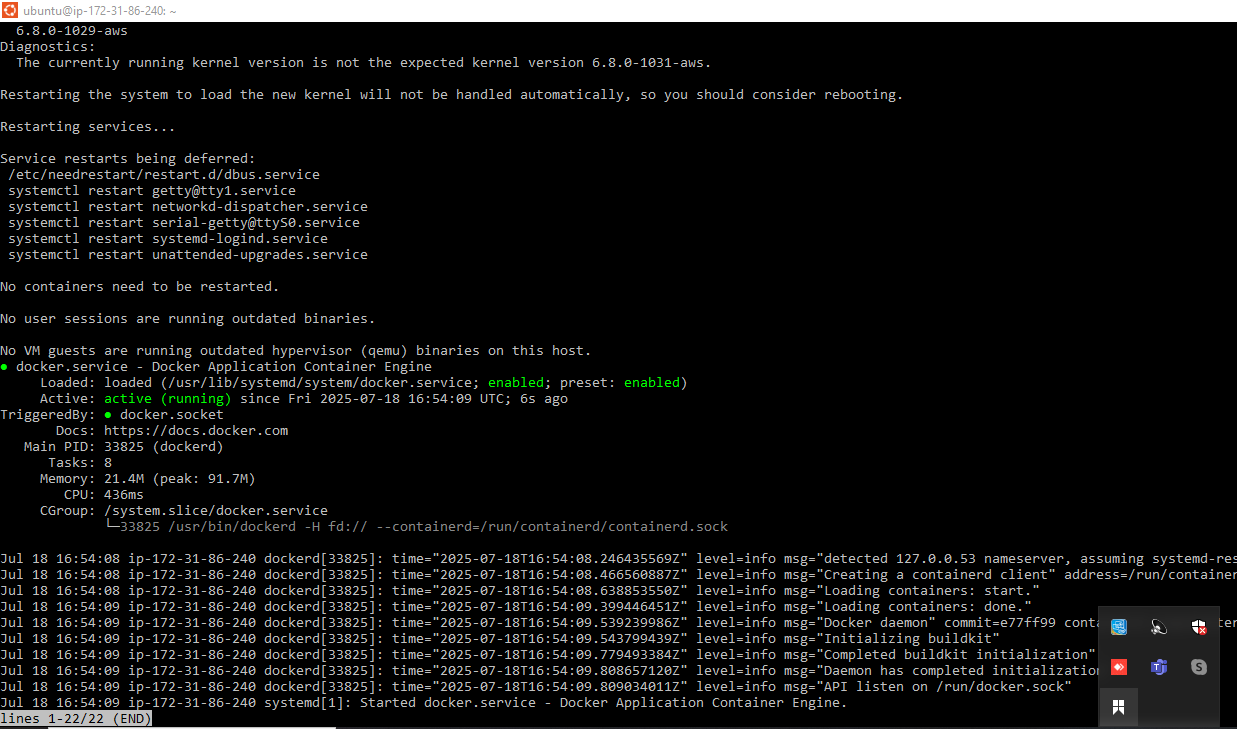 ubuntu@ip-172-31-86-240: ~
6.8.0-1029-aws
Diagnostics:
The currently running kernel version is not the expected kernel version 6.8.0-1031-aws.
Restarting the system to load the new kernel will not be handled automatically, so you should consider rebooting.
Restarting services...
Service restarts being deferred:
/etc/needrestart/restart.d/dbus.service
systemctl restart getty@tty1.service
systemctl restart networkd-dispatcher.service
systemctl restart serial-getty@ttyS0.service
systemctl restart systemd-logind.service
systemctl restart unattended-upgrades.service
No containers need to be restarted.
No user sessions are running outdated binaries.
No VM guests are running outdated hypervisor (qemu) binaries on this host.
● docker.service - Docker Application Container Engine
Loaded: loaded (/usr/lib/systemd/system/docker.service; enabled; preset: enabled)
Active: active (running) since Fri 2025-07-18 16:54:09 UTC; 6s ago
TriggeredBy: ● docker.socket
Docs: https://docs.docker.com
Main PID: 33825 (dockerd)
Tasks: 8
Memory: 21.4M (peak: 91.7M)
CPU: 436ms
CGroup: /system.slice/docker.service
└─33825 /usr/bin/dockerd -H fd:// --containerd=/run/containerd/containerd.sock
Jul 18 16:54:08 ip-172-31-86-240 dockerd[33825]: time="2025-07-18T16:54:08.246435569Z" level=info msg="detected 127.0.0.53 nameserver, assuming systemd-res
Jul 18 16:54:08 ip-172-31-86-240 dockerd[33825]: time="2025-07-18T16:54:08.466560887Z" level=info msg="Creating a containerd client" address=/run/container
Jul 18 16:54:08 ip-172-31-86-240 dockerd[33825]: time="2025-07-18T16:54:08.638853550Z" level=info msg="Loading containers: start."
Jul 18 16:54:09 ip-172-31-86-240 dockerd[33825]: time="2025-07-18T16:54:09.399446451Z" level=info msg="Loading containers: done."
Jul 18 16:54:09 ip-172-31-86-240 dockerd[33825]: time="2025-07-18T16:54:09.539239986Z" level=info msg="Docker daemon" commit=e77ff99 conta
Jul 18 16:54:09 ip-172-31-86-240 dockerd[33825]: time="2025-07-18T16:54:09.543799439Z" level=info msg="Initializing buildkit"
Jul 18 16:54:09 ip-172-31-86-240 dockerd[33825]: time="2025-07-18T16:54:09.779493384Z" level=info msg="Completed buildkit initialization"
Jul 18 16:54:09 ip-172-31-86-240 dockerd[33825]: time="2025-07-18T16:54:09.808657120Z" level=info msg="Daemon has completed initialization
Jul 18 16:54:09 ip-172-31-86-240 dockerd[33825]: time="2025-07-18T16:54:09.809034011Z" level=info msg="API listen on /run/docker.sock"
Jul 18 16:54:09 ip-172-31-86-240 systemd[1]: Started docker.service - Docker Application Container Engine.
lines 1-22/22 (END)